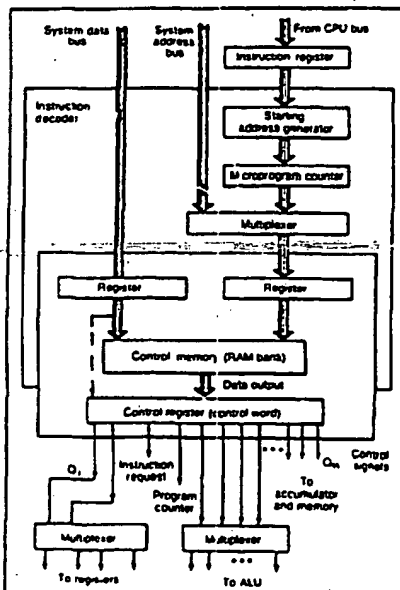 System data
bus
System
address
bus
From CPU bus
Instruction register
Instruction
decoder
Starting
address generator
Microprogram counter
Multiplexer
Register
Register
Control memory (RAM bank)
Data output
Control register (control word)
Q₁
Instruction
request
Program
counter
...
Qₘ
Control
signals
To
accumulator
and memory
Multiplexer
Multiplexer
...
To registers
To ALU